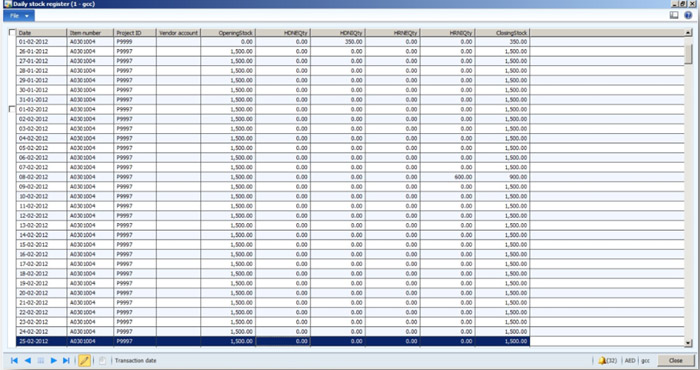 Daily stock register (1 - gcc)
File
Date Item number Project ID Vendor account OpeningStock HDNEQty HDNIQty HRNEQty HRNIQty ClosingStock
01-02-2012 A0301004 P9999 0.00 0.00 350.00 0.00 0.00 350.00
26-01-2012 A0301004 P9997 1,500.00 0.00 0.00 0.00 0.00 1,500.00
27-01-2012 A0301004 P9997 1,500.00 0.00 0.00 0.00 0.00 1,500.00
28-01-2012 A0301004 P9997 1,500.00 0.00 0.00 0.00 0.00 1,500.00
29-01-2012 A0301004 P9997 1,500.00 0.00 0.00 0.00 0.00 1,500.00
30-01-2012 A0301004 P9997 1,500.00 0.00 0.00 0.00 0.00 1,500.00
31-01-2012 A0301004 P9997 1,500.00 0.00 0.00 0.00 0.00 1,500.00
01-02-2012 A0301004 P9997 1,500.00 0.00 0.00 0.00 0.00 1,500.00
02-02-2012 A0301004 P9997 1,500.00 0.00 0.00 0.00 0.00 1,500.00
03-02-2012 A0301004 P9997 1,500.00 0.00 0.00 0.00 0.00 1,500.00
04-02-2012 A0301004 P9997 1,500.00 0.00 0.00 0.00 0.00 1,500.00
05-02-2012 A0301004 P9997 1,500.00 0.00 0.00 0.00 0.00 1,500.00
06-02-2012 A0301004 P9997 1,500.00 0.00 0.00 0.00 0.00 1,500.00
07-02-2012 A0301004 P9997 1,500.00 0.00 0.00 0.00 0.00 1,500.00
08-02-2012 A0301004 P9997 1,500.00 0.00 0.00 0.00 600.00 900.00
09-02-2012 A0301004 P9997 1,500.00 0.00 0.00 0.00 0.00 1,500.00
10-02-2012 A0301004 P9997 1,500.00 0.00 0.00 0.00 0.00 1,500.00
11-02-2012 A0301004 P9997 1,500.00 0.00 0.00 0.00 0.00 1,500.00
12-02-2012 A0301004 P9997 1,500.00 0.00 0.00 0.00 0.00 1,500.00
13-02-2012 A0301004 P9997 1,500.00 0.00 0.00 0.00 0.00 1,500.00
14-02-2012 A0301004 P9997 1,500.00 0.00 0.00 0.00 0.00 1,500.00
15-02-2012 A0301004 P9997 1,500.00 0.00 0.00 0.00 0.00 1,500.00
16-02-2012 A0301004 P9997 1,500.00 0.00 0.00 0.00 0.00 1,500.00
17-02-2012 A0301004 P9997 1,500.00 0.00 0.00 0.00 0.00 1,500.00
18-02-2012 A0301004 P9997 1,500.00 0.00 0.00 0.00 0.00 1,500.00
19-02-2012 A0301004 P9997 1,500.00 0.00 0.00 0.00 0.00 1,500.00
20-02-2012 A0301004 P9997 1,500.00 0.00 0.00 0.00 0.00 1,500.00
21-02-2012 A0301004 P9997 1,500.00 0.00 0.00 0.00 0.00 1,500.00
22-02-2012 A0301004 P9997 1,500.00 0.00 0.00 0.00 0.00 1,500.00
23-02-2012 A0301004 P9997 1,500.00 0.00 0.00 0.00 0.00 1,500.00
24-02-2012 A0301004 P9997 1,500.00 0.00 0.00 0.00 0.00 1,500.00
25-02-2012 A0301004 P9997 1,500.00 0.00 0.00 0.00 0.00 1,500.00
Transaction date (32) AED gcc Close